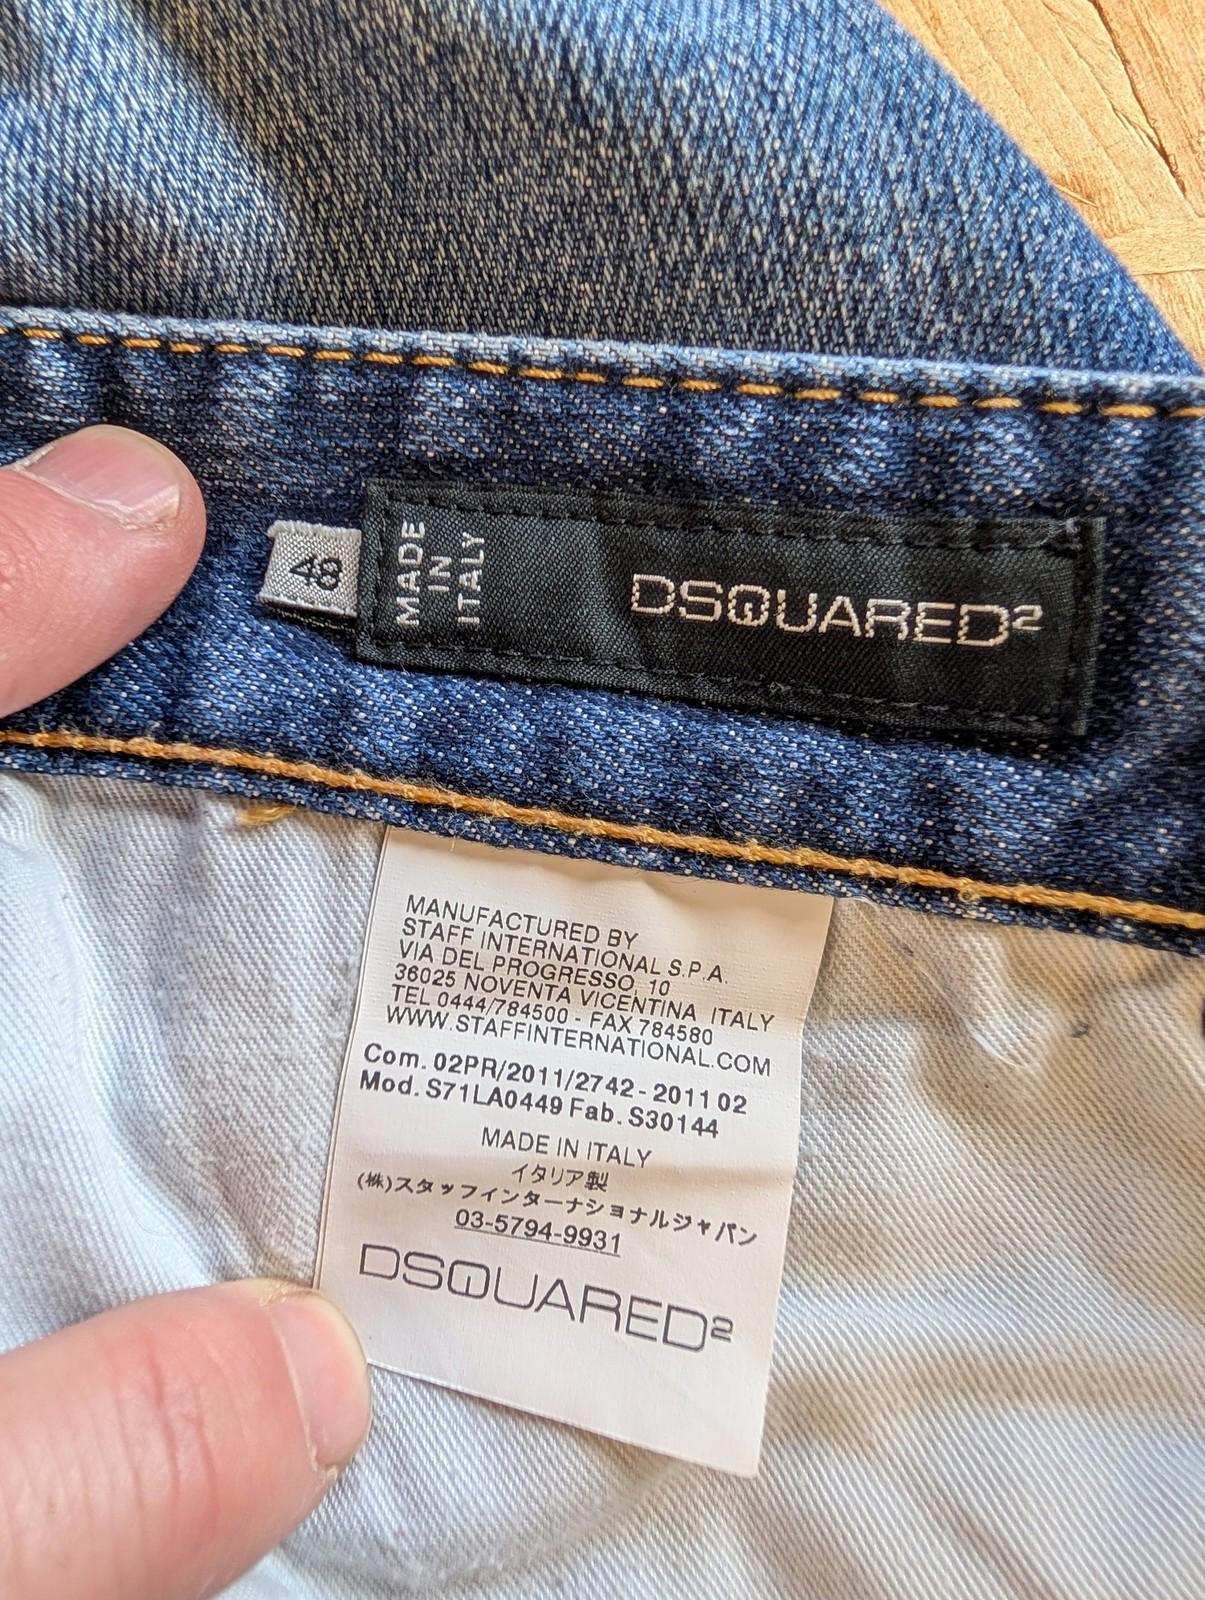 48
MADE
IN
ITALY
DSQUARED2
MANUFACTURED BY
STAFF INTERNATIONAL S.P.A.
VIA DEL PROGRESSO, 10
36025 NOVENTA VICENTINA ITALY
TEL 0444/784500 - FAX 784580
WWW.STAFFINTERNATIONAL.COM
Com. 02PR/2011/2742 - 2011 02
Mod. S71LA0449 Fab. S30144
MADE IN ITALY
イタリア製
(株)スタッフインターナショナルジャパン
03-5794-9931
DSQUARED2